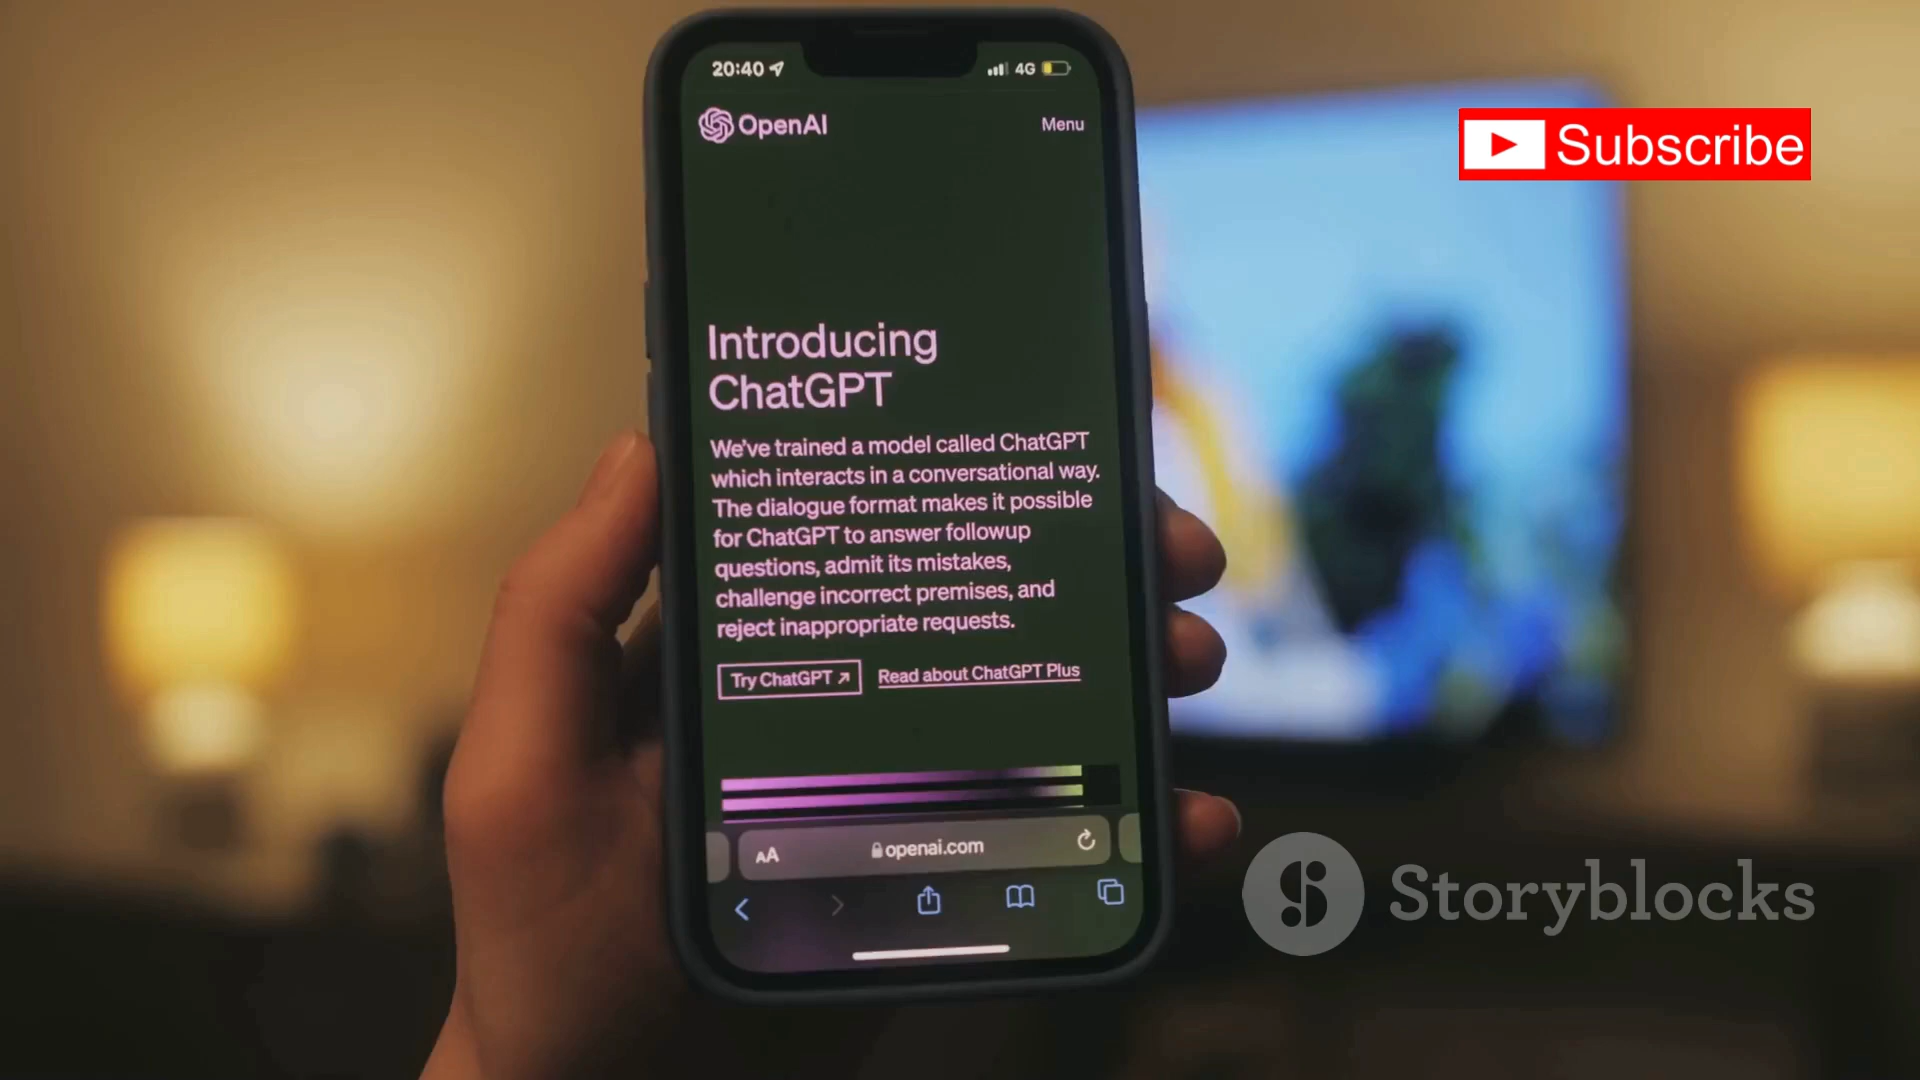 20:40
4G
OpenAI
Menu
Subscribe
Introducing
ChatGPT
We've trained a model called ChatGPT
which interacts in a conversational way.
The dialogue format makes it possible
for ChatGPT to answer followup
questions, admit its mistakes,
challenge incorrect premises, and
reject inappropriate requests.
Try ChatGPT ↗
Read about ChatGPT Plus
AA
openai.com
Storyblocks